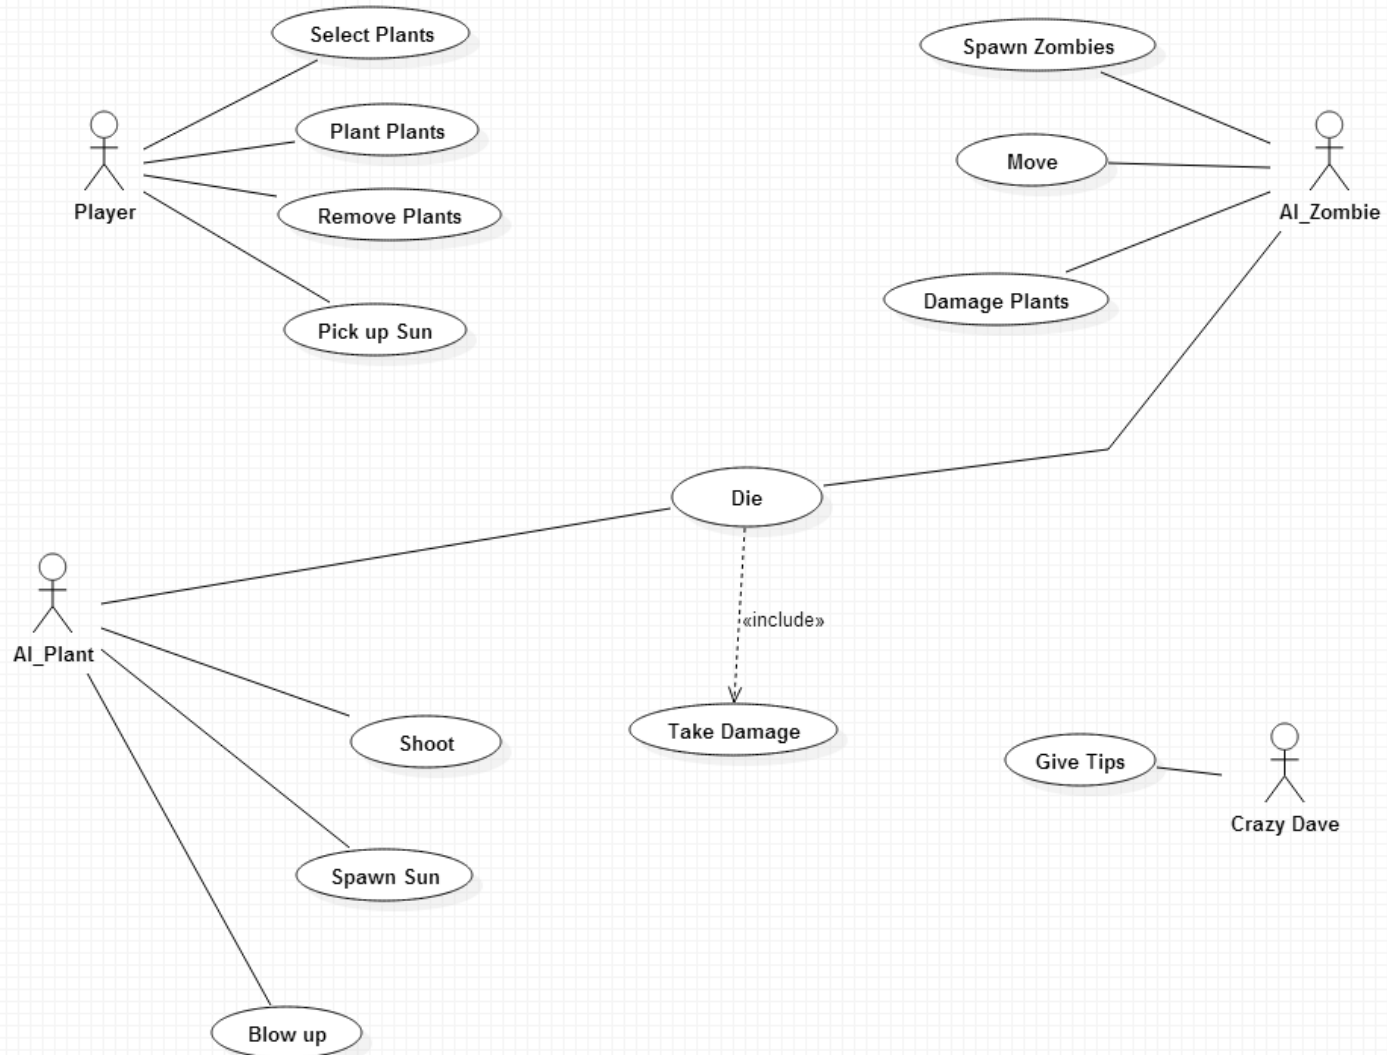 Select Plants
Spawn Zombies
Plant Plants
Move
Player
Remove Plants
AI_Zombie
Damage Plants
Pick up Sun
Die
«include»
AI_Plant
Take Damage
Shoot
Give Tips
Crazy Dave
Spawn Sun
Blow up